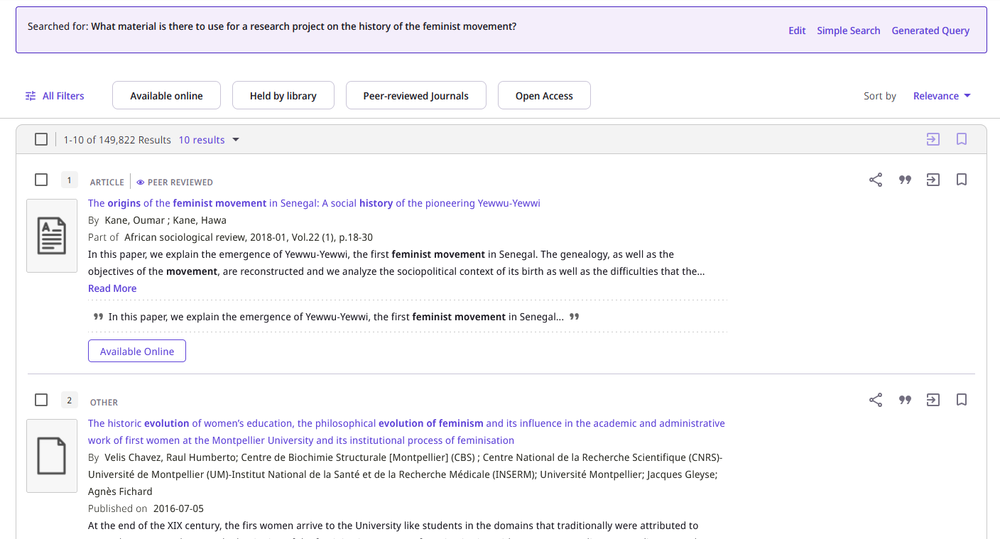 Searched for: What material is there to use for a research project on the history of the feminist movement?
Edit Simple Search Generated Query
All Filters Available online Held by library Peer-reviewed Journals Open Access Sort by Relevance
1-10 of 149,822 Results 10 results
1 ARTICLE PEER REVIEWED
The origins of the feminist movement in Senegal: A social history of the pioneering Yewwu-Yewwi
By Kane, Oumar ; Kane, Hawa
Part of African sociological review, 2018-01, Vol.22 (1), p.18-30
In this paper, we explain the emergence of Yewwu-Yewwi, the first feminist movement in Senegal. The genealogy, as well as the
objectives of the movement, are reconstructed and we analyze the sociopolitical context of its birth as well as the difficulties that the...
Read More
" In this paper, we explain the emergence of Yewwu-Yewwi, the first feminist movement in Senegal... "
Available Online
2 OTHER
The historic evolution of women's education, the philosophical evolution of feminism and its influence in the academic and administrative
work of first women at the Montpellier University and its institutional process of feminisation
By Velis Chavez, Raul Humberto; Centre de Biochimie Structurale [Montpellier] (CBS) ; Centre National de la Recherche Scientifique (CNRS)-
Université de Montpellier (UM)-Institut National de la Santé et de la Recherche Médicale (INSERM); Université Montpellier; Jacques Gleyse;
Agnès Fichard
Published on 2016-07-05
At the end of the XIX century, the firs women arrive to the University like students in the domains that traditionally were attributed to